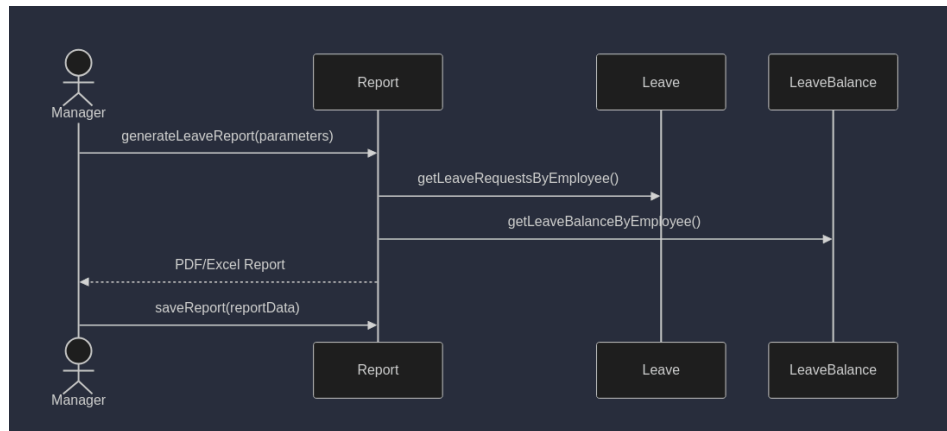 Report
Leave
LeaveBalance
Manager
generateLeaveReport(parameters)
getLeaveRequestsByEmployee()
getLeaveBalanceByEmployee()
PDF/Excel Report
saveReport(reportData)
Report
Leave
LeaveBalance
Manager